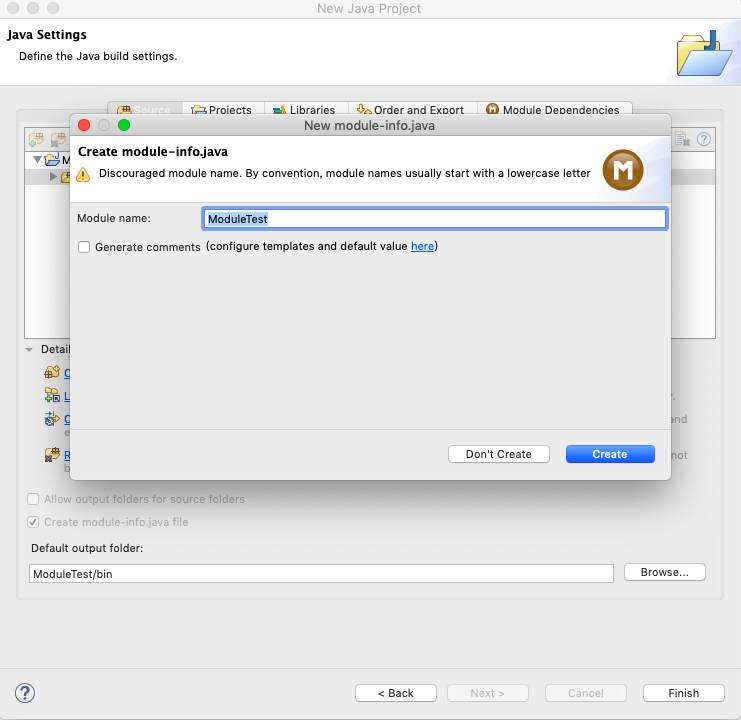 New Java Project
Java Settings
Define the Java build settings.
Source Projects Libraries Order and Export Module Dependencies
New module-info.java
Create module-info.java
Discouraged module name. By convention, module names usually start with a lowercase letter
M
Module name: ModuleTest
Generate comments (configure templates and default value here)
Detail
Don't Create Create
and
not
Allow output folders for source folders
Create module-info.java file
Default output folder:
ModuleTest/bin Browse...
? < Back Next > Cancel Finish